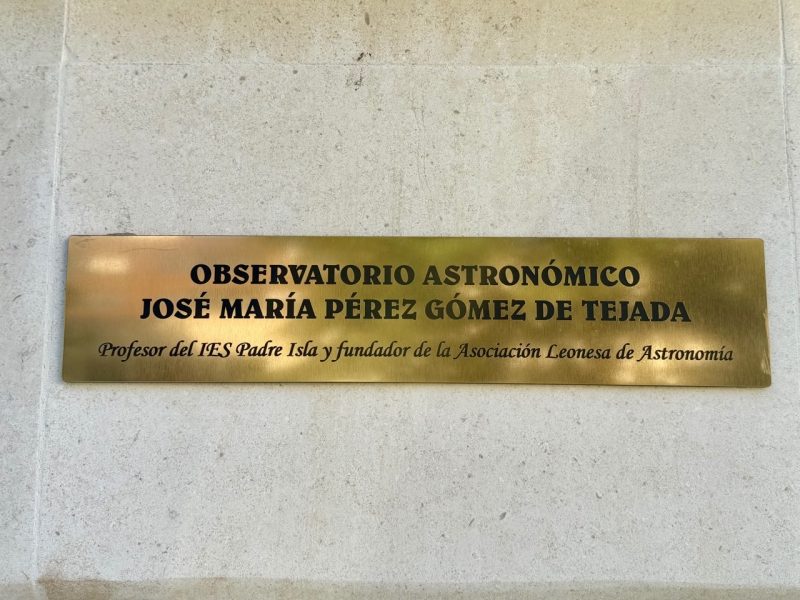 OBSERVATORIO ASTRONÓMICO
JOSÉ MARÍA PÉREZ GÓMEZ DE TEJADA
Profesor del IES Padre Isla y fundador de la Asociación Leonesa de Astronomía